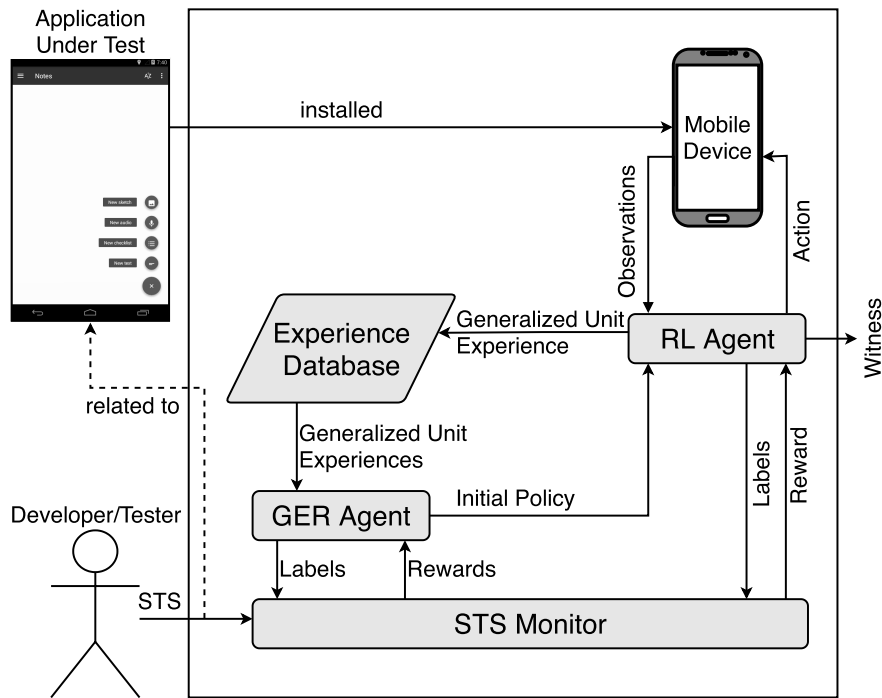 Application
Under Test
7:40
Notes
New sketch
New audio
New checklist
New text
installed
Mobile
Device
Observations
Action
Experience
Database
Generalized Unit
Experience
RL Agent
Witness
related to
Generalized Unit
Experiences
Labels
Reward
Developer/Tester
GER Agent
Initial Policy
Labels
Rewards
STS
STS Monitor